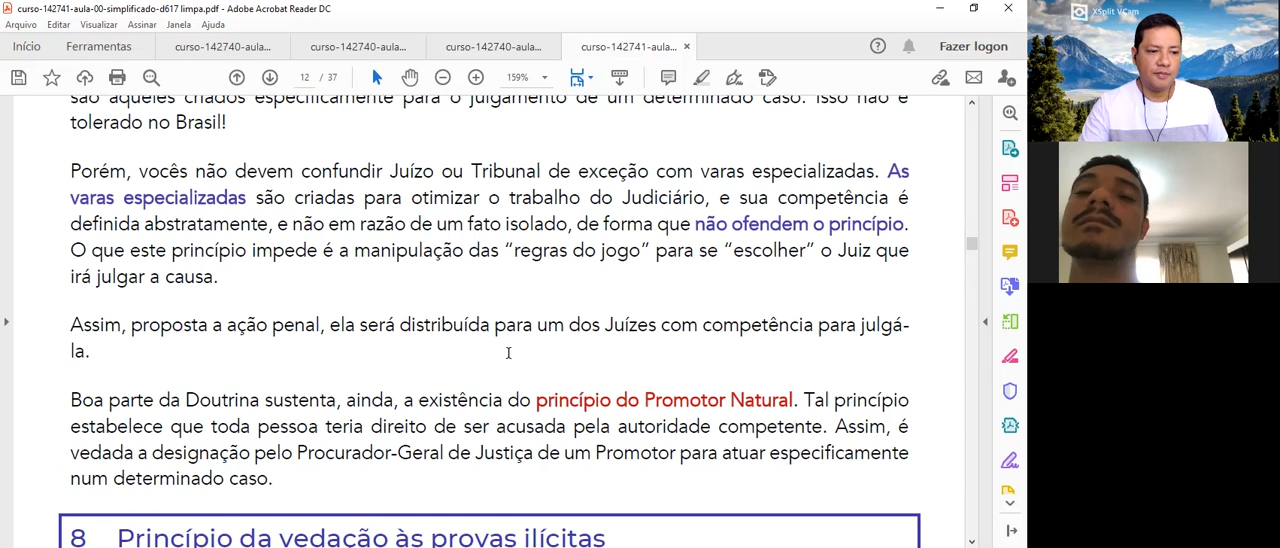 curso-142741-aula-00-simplificado-d617 limpa.pdf - Adobe Acrobat Reader DC
Arquivo Editar Visualizar Assinar Janela Ajuda
Início Ferramentas curso-142740-aula... curso-142740-aula... curso-142740-aula... curso-142741-aula... × Fazer logon
12 / 37 159%
são aqueles criados especificamente para o julgamento de um determinado caso. Isso não é
tolerado no Brasil!
Porém, vocês não devem confundir Juízo ou Tribunal de exceção com varas especializadas. As
varas especializadas são criadas para otimizar o trabalho do Judiciário, e sua competência é
definida abstratamente, e não em razão de um fato isolado, de forma que não ofendem o princípio.
O que este princípio impede é a manipulação das “regras do jogo” para se “escolher” o Juiz que
irá julgar a causa.
Assim, proposta a ação penal, ela será distribuída para um dos Juízes com competência para julgá-
la.
Boa parte da Doutrina sustenta, ainda, a existência do princípio do Promotor Natural. Tal princípio
estabelece que toda pessoa teria direito de ser acusada pela autoridade competente. Assim, é
vedada a designação pelo Procurador-Geral de Justiça de um Promotor para atuar especificamente
num determinado caso.
8 Princípio da vedação às provas ilícitas
XSplit VCam